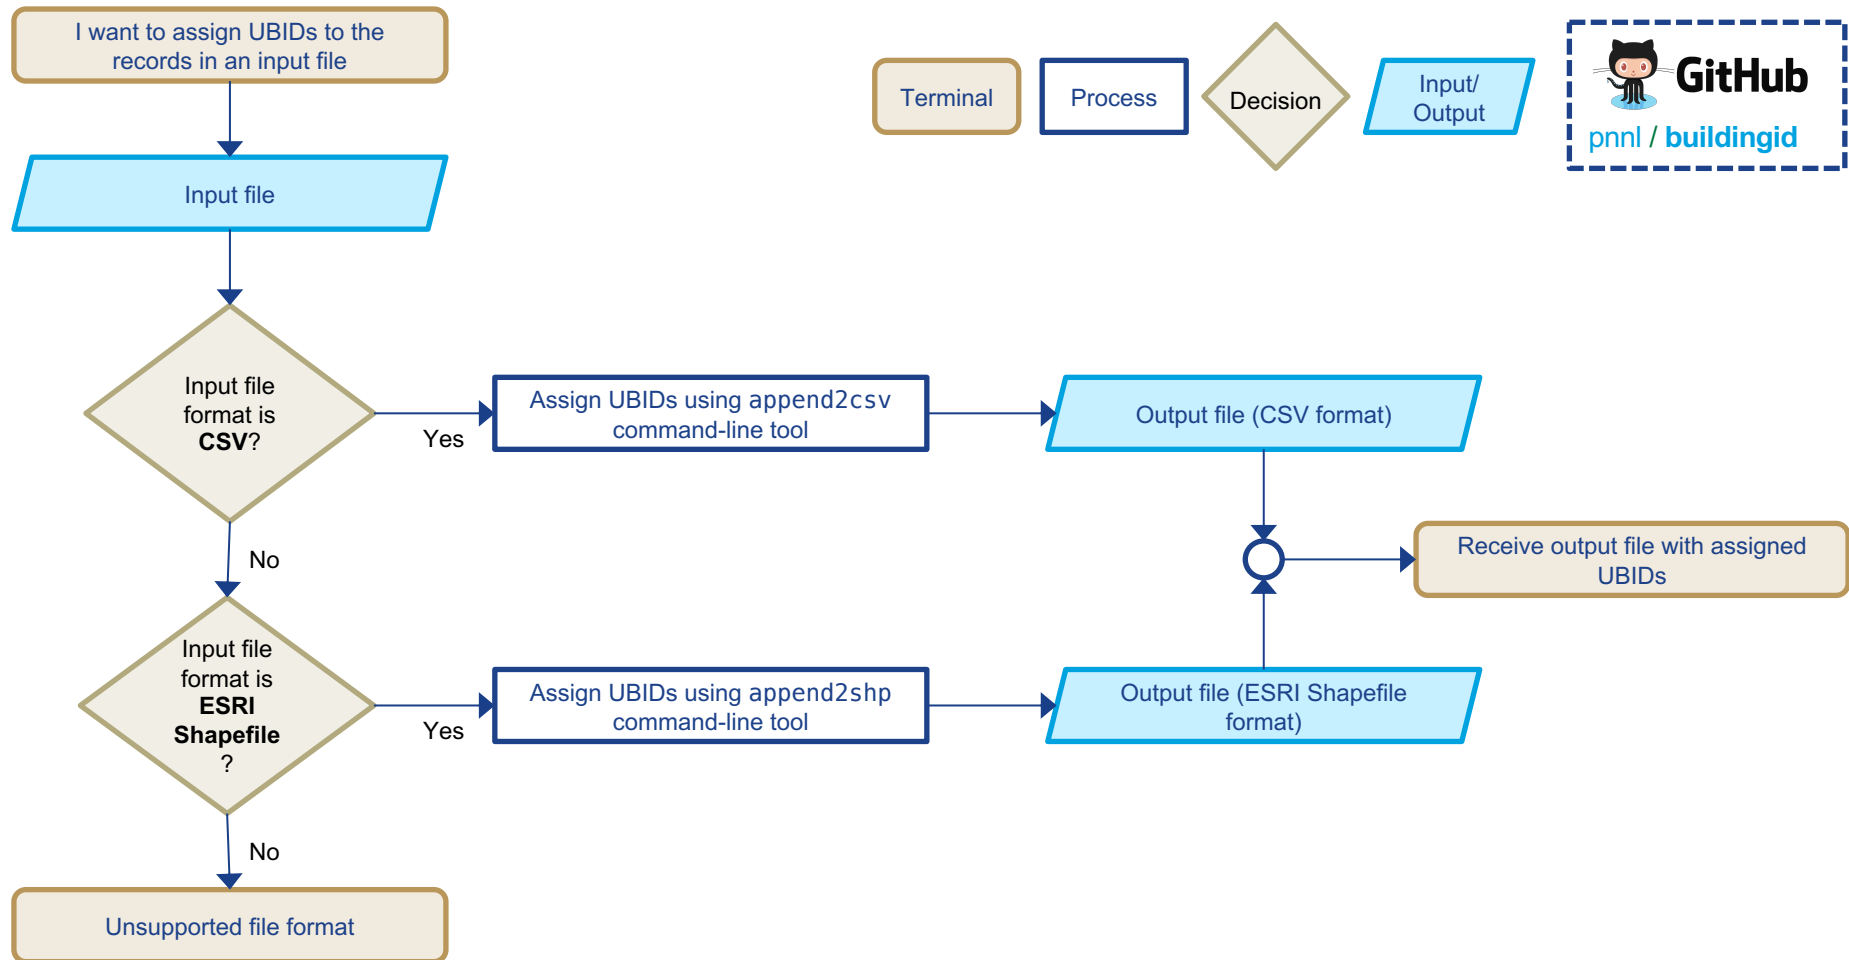 I want to assign UBIDs to the
records in an input file
Terminal
Process
Decision
Input/
Output
GitHub
pnnl / buildingid
Input file
Input file
format is
CSV?
Yes
Assign UBIDs using append2csv
command-line tool
Output file (CSV format)
No
Receive output file with assigned
UBIDs
Input file
format is
ESRI
Shapefile
?
Yes
Assign UBIDs using append2shp
command-line tool
Output file (ESRI Shapefile
format)
No
Unsupported file format